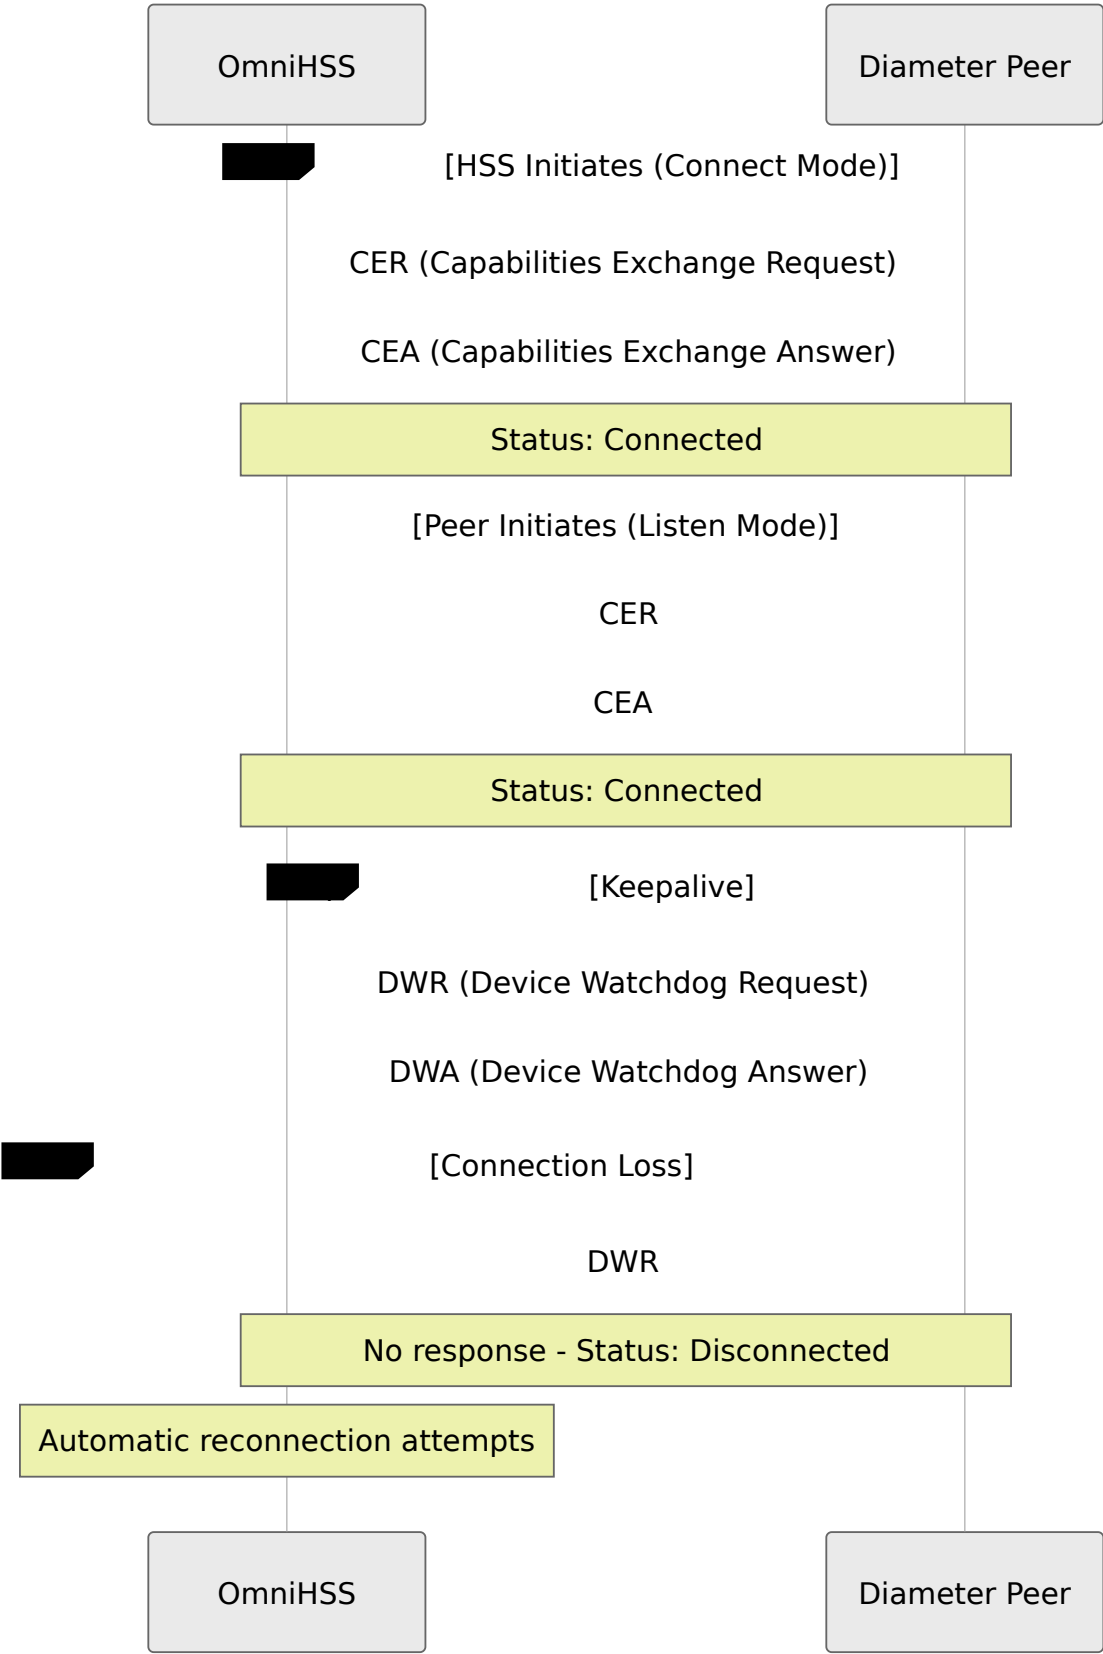 OmniHSS
Diameter Peer
[HSS Initiates (Connect Mode)]
CER (Capabilities Exchange Request)
CEA (Capabilities Exchange Answer)
Status: Connected
[Peer Initiates (Listen Mode)]
CER
CEA
Status: Connected
[Keepalive]
DWR (Device Watchdog Request)
DWA (Device Watchdog Answer)
[Connection Loss]
DWR
No response - Status: Disconnected
Automatic reconnection attempts
OmniHSS
Diameter Peer